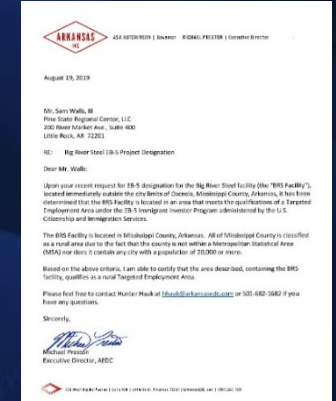 ARKANSAS
INC
ASA HUTCHINSON | Governor MICHAEL PRESTON | Executive Director
August 19, 2019
Mr. Sam Walls, III
Pine State Regional Center, LLC
200 River Market Ave., Suite 400
Little Rock, AR 72201
RE: Big River Steel EB-5 Project Designation
Dear Mr. Walls:
Upon your recent request for EB-5 designation for the Big River Steel facility (the "BRS Facility"),
located immediately outside the city limits of Osceola, Mississippi County, Arkansas, it has been
determined that the BRS Facility is located in an area that meets the qualifications of a Targeted
Employment Area under the EB-5 Immigrant Investor Program administered by the U.S.
Citizenship and Immigration Services.
The BRS Facility is located in Mississippi County, Arkansas. All of Mississippi County is classified
as a rural area due to the fact that the county is not within a Metropolitan Statistical Area
(MSA) nor does it contain any city with a population of 20,000 or more.
Based on the above criteria, I am able to certify that the area described, containing the BRS
facility, qualifies as a rural Targeted Employment Area.
Please feel free to contact Hunter Hauk at hhauk@arkansasedc.com or 501-682-3682 if you
have any questions.
Sincerely,
Michael Preston
Michael Preston
Executive Director, AEDC